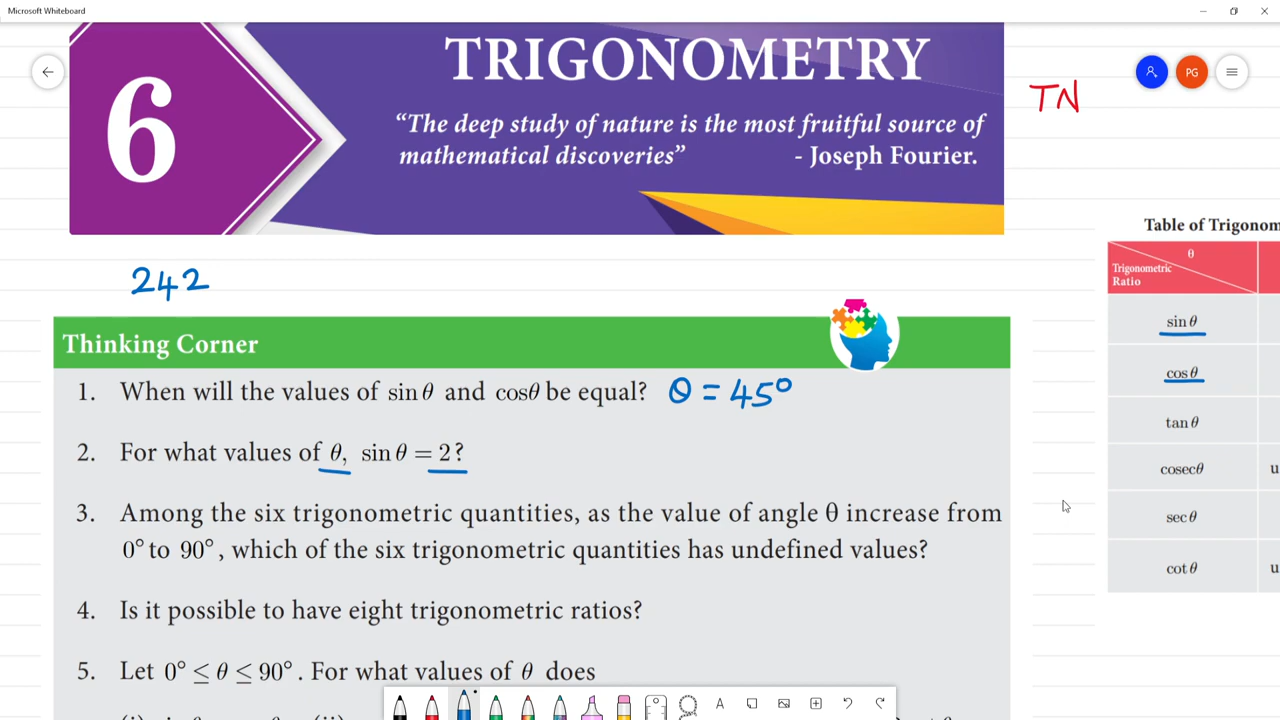 Microsoft Whiteboard
6
TRIGONOMETRY
“The deep study of nature is the most fruitful source of
mathematical discoveries” - Joseph Fourier.
TN
PG
242
Thinking Corner
1. When will the values of sin θ and cosθ be equal? θ = 45°
2. For what values of θ, sin θ = 2?
3. Among the six trigonometric quantities, as the value of angle θ increase from
0° to 90°, which of the six trigonometric quantities has undefined values?
4. Is it possible to have eight trigonometric ratios?
5. Let 0° ≤ θ ≤ 90°. For what values of θ does
Table of Trigonom
θ
Trigonometric
Ratio
sin θ
cos θ
tan θ
cosecθ u
sec θ
cot θ u
A